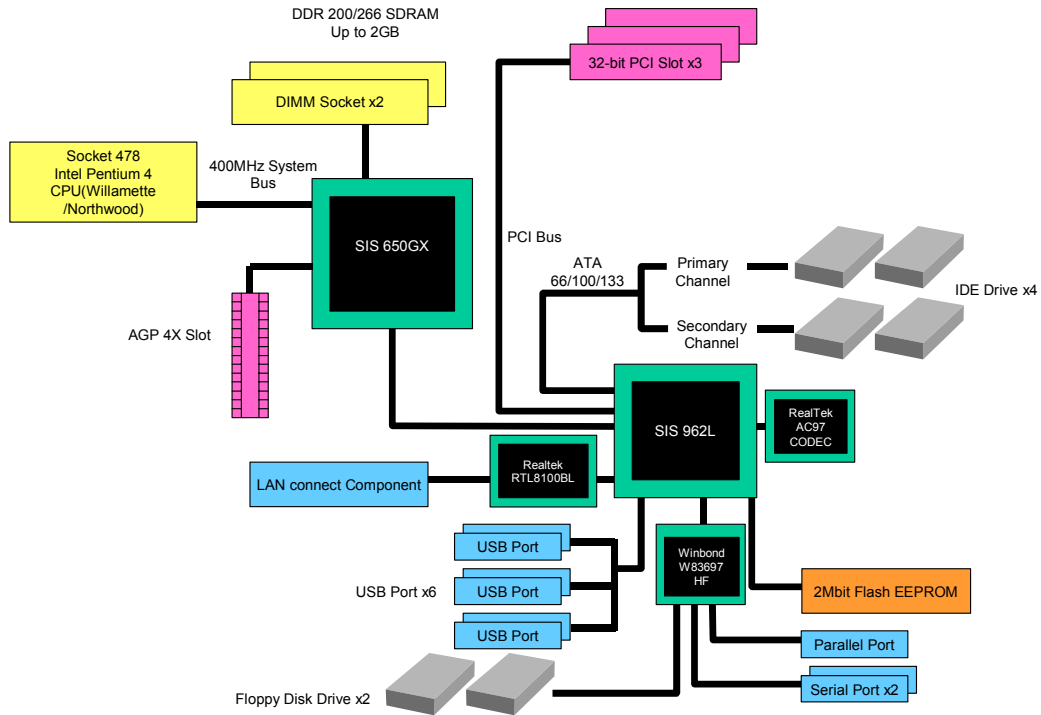 DDR 200/266 SDRAM
Up to 2GB
32-bit PCI Slot x3
DIMM Socket x2
Socket 478
Intel Pentium 4
CPU(Willamette
/Northwood)
400MHz System
Bus
SIS 650GX
PCI Bus
ATA
66/100/133
Primary
Channel
IDE Drive x4
Secondary
Channel
AGP 4X Slot
SIS 962L
RealTek
AC97
CODEC
Realtek
RTL8100BL
LAN connect Component
USB Port
USB Port
USB Port
USB Port x6
Winbond
W83697
HF
2Mbit Flash EEPROM
Parallel Port
Serial Port x2
Floppy Disk Drive x2